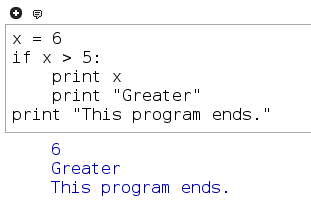 x = 6
if x > 5:
    print x
    print "Greater"
print "This program ends."
6
Greater
This program ends.